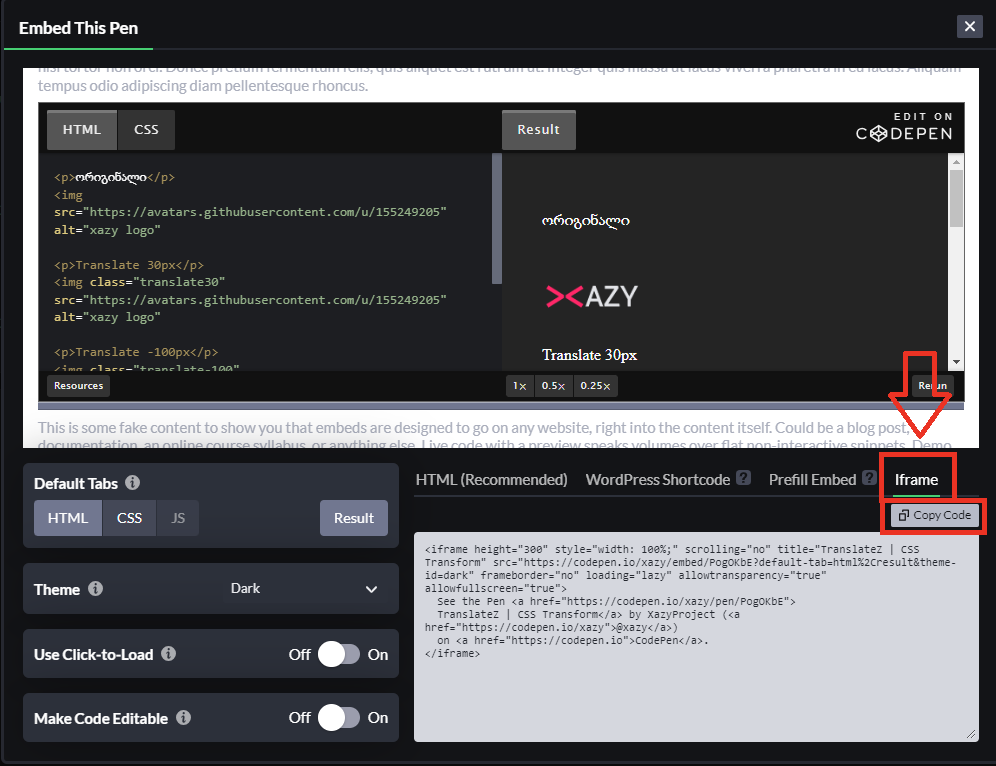 Embed This Pen
tempus odio adipiscing diam pellentesque rhoncus.
HTML CSS Result
EDIT ON
CODEPEN
<p>ორიგინალი</p>
<img
src="https://avatars.githubusercontent.com/u/155249205"
alt="xazy logo"
<p>Translate 30px</p>
<img class="translate30"
src="https://avatars.githubusercontent.com/u/155249205"
alt="xazy logo"
<p>Translate -100px</p>
<img class="translate-100"
ორიგინალი
XAZY
Translate 30px
Resources 1x 0.5x 0.25x Rerun
This is some fake content to show you that embeds are designed to go on any website, right into the content itself. Could be a blog post,
documentation, an online course syllabus, or anything else. Live code with a preview speaks volumes over flat non-interactive snippets. Demo
Default Tabs
HTML CSS JS Result
Theme Dark
Use Click-to-Load Off On
Make Code Editable Off On
HTML (Recommended) WordPress Shortcode ? Prefill Embed ? Iframe
Copy Code
<iframe height="300" style="width: 100%;" scrolling="no" title="TranslateZ | CSS
Transform" src="https://codepen.io/xazy/embed/PogOKbE?default-tab=html%2Cresult&theme-
id=dark" frameborder="no" loading="lazy" allowtransparency="true"
allowfullscreen="true">
See the Pen <a href="https://codepen.io/xazy/pen/PogOKbE">
TranslateZ | CSS Transform</a> by XazyProject (<a
href="https://codepen.io/xazy">@xazy</a>)
on <a href="https://codepen.io">CodePen</a>.
</iframe>